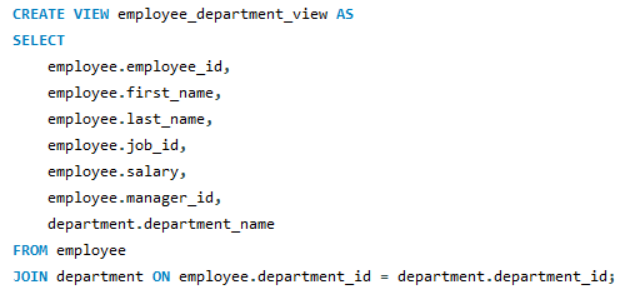 CREATE VIEW employee_department_view AS
SELECT
    employee.employee_id,
    employee.first_name,
    employee.last_name,
    employee.job_id,
    employee.salary,
    employee.manager_id,
    department.department_name
FROM employee
JOIN department ON employee.department_id = department.department_id;